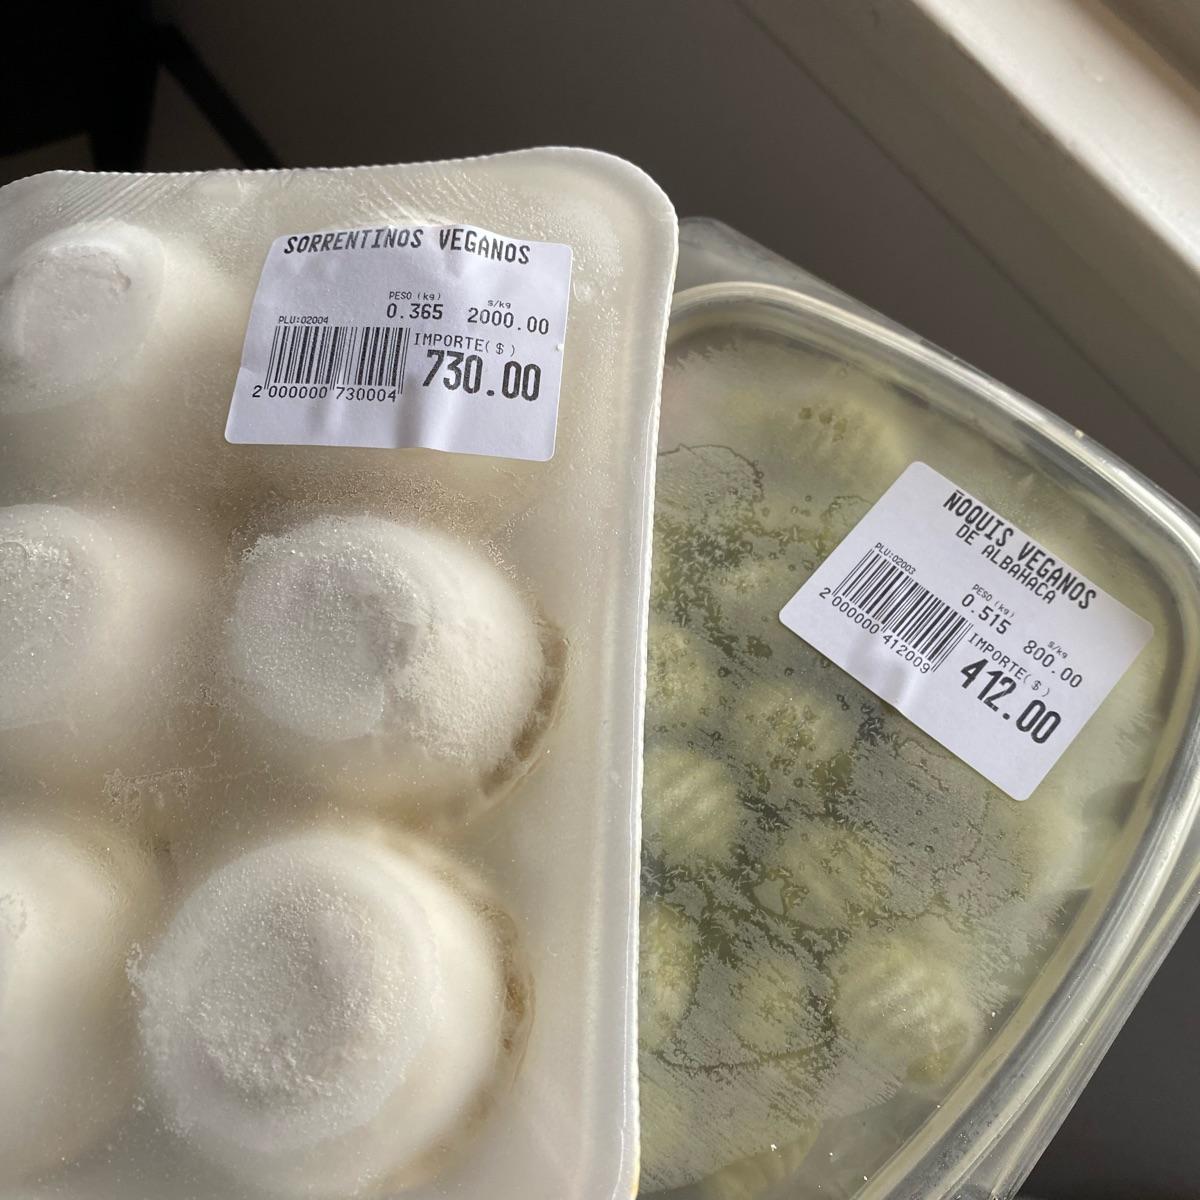 SORRENTINOS VEGANOS
PESO (kg) $/kg
0.365 2000.00
PLU:02004
IMPORTE($)
730.00
2 000000 730004
ÑOQUIS VEGANOS
DE ALBAHACA
PLU:02003
PESO (kg) $/kg
0.515 800.00
IMPORTE($)
412.00
2 000000 412009